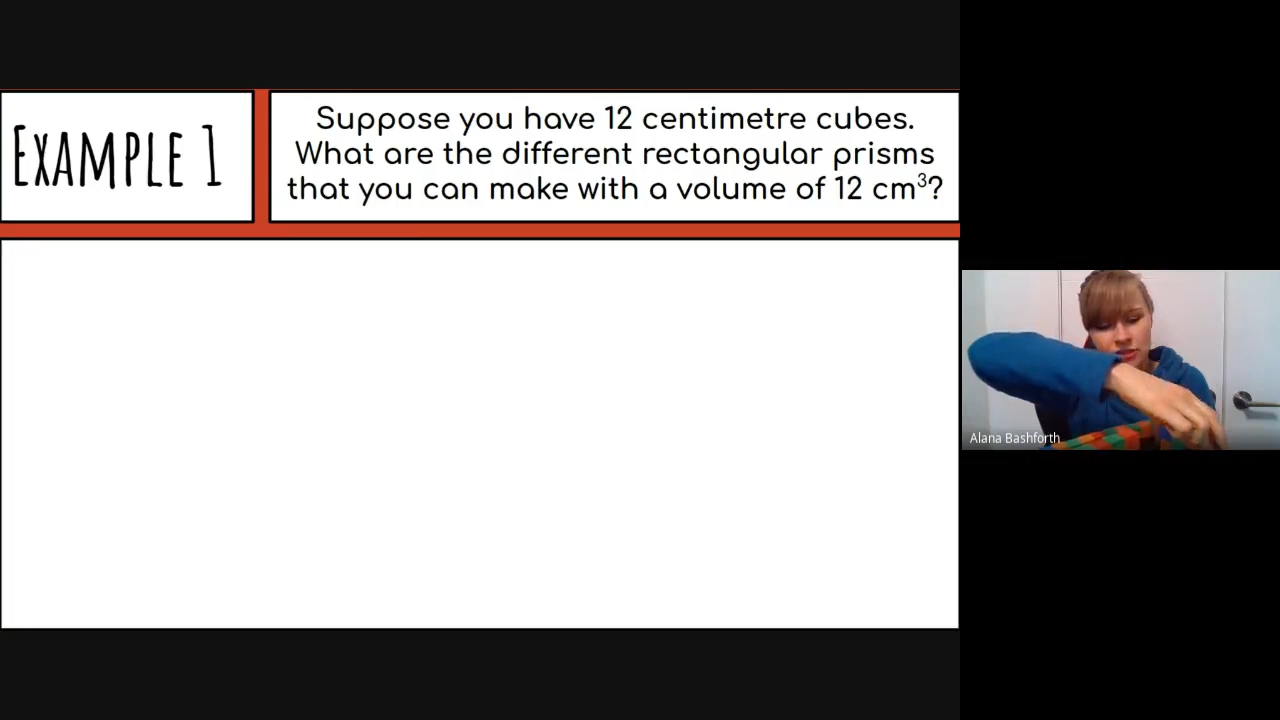 Example 1
Suppose you have 12 centimetre cubes.
What are the different rectangular prisms
that you can make with a volume of 12 cm³?
Alana Bashforth